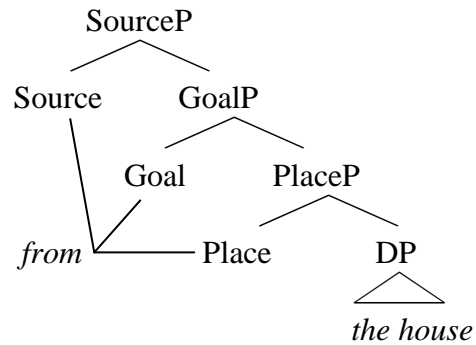 SourceP
Source GoalP
Goal PlaceP
from Place DP
the house